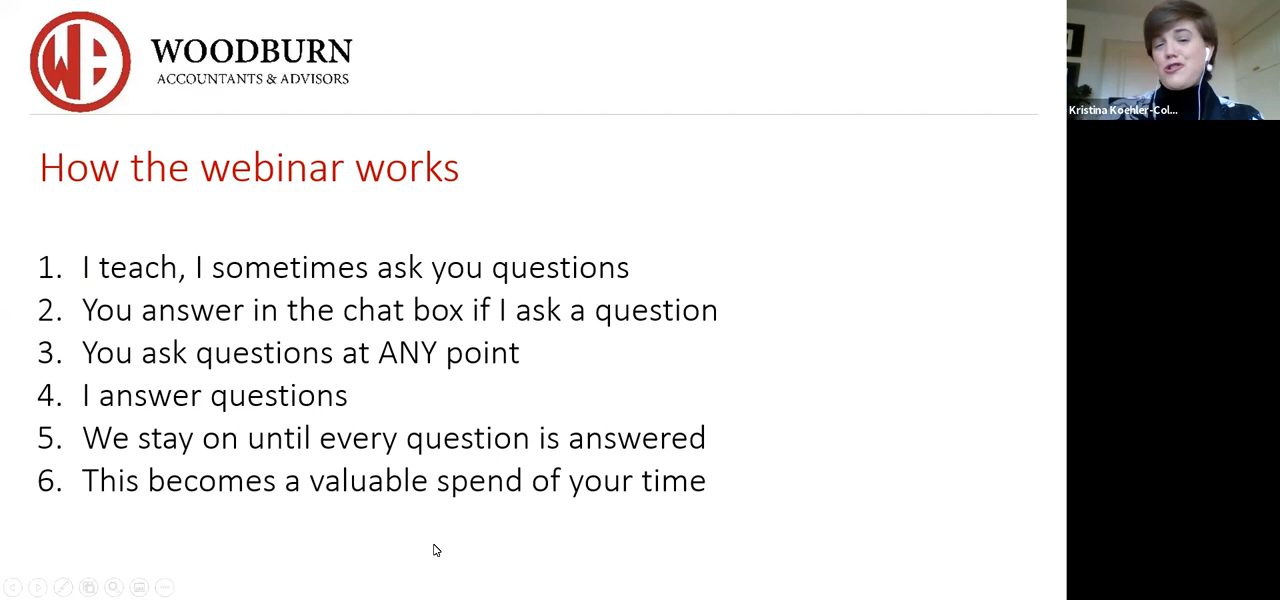 WB
WOODBURN
ACCOUNTANTS & ADVISORS
Kristina Koehler-Col...
How the webinar works
1. I teach, I sometimes ask you questions
2. You answer in the chat box if I ask a question
3. You ask questions at ANY point
4. I answer questions
5. We stay on until every question is answered
6. This becomes a valuable spend of your time